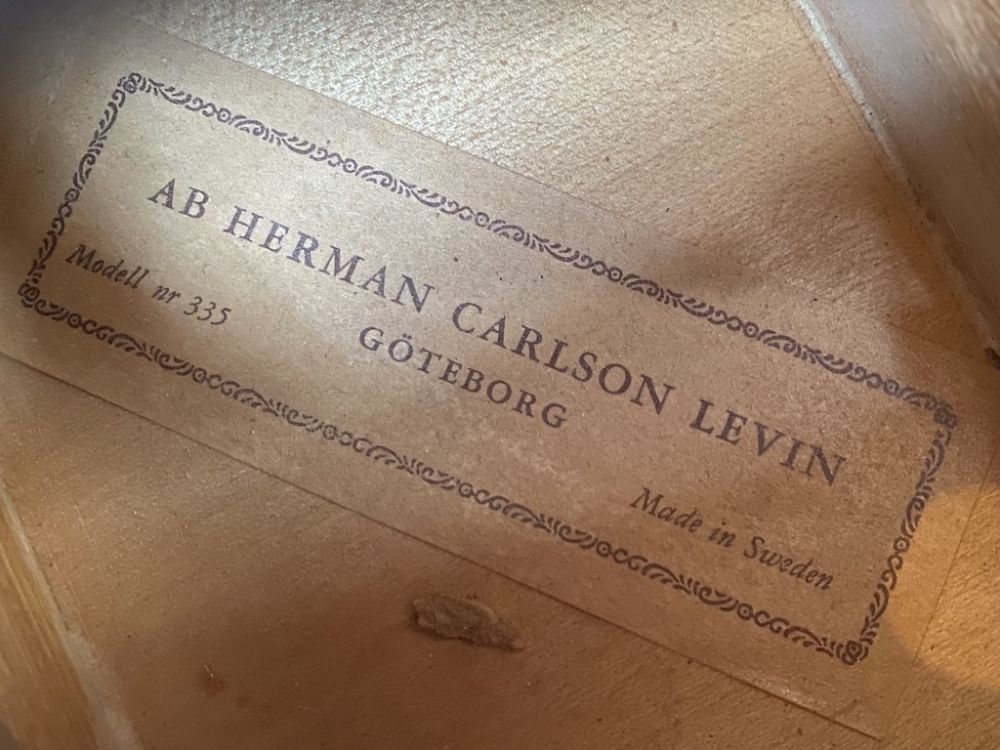 AB HERMAN CARLSON LEVIN
GÖTEBORG
Modell nr 335
Made in Sweden